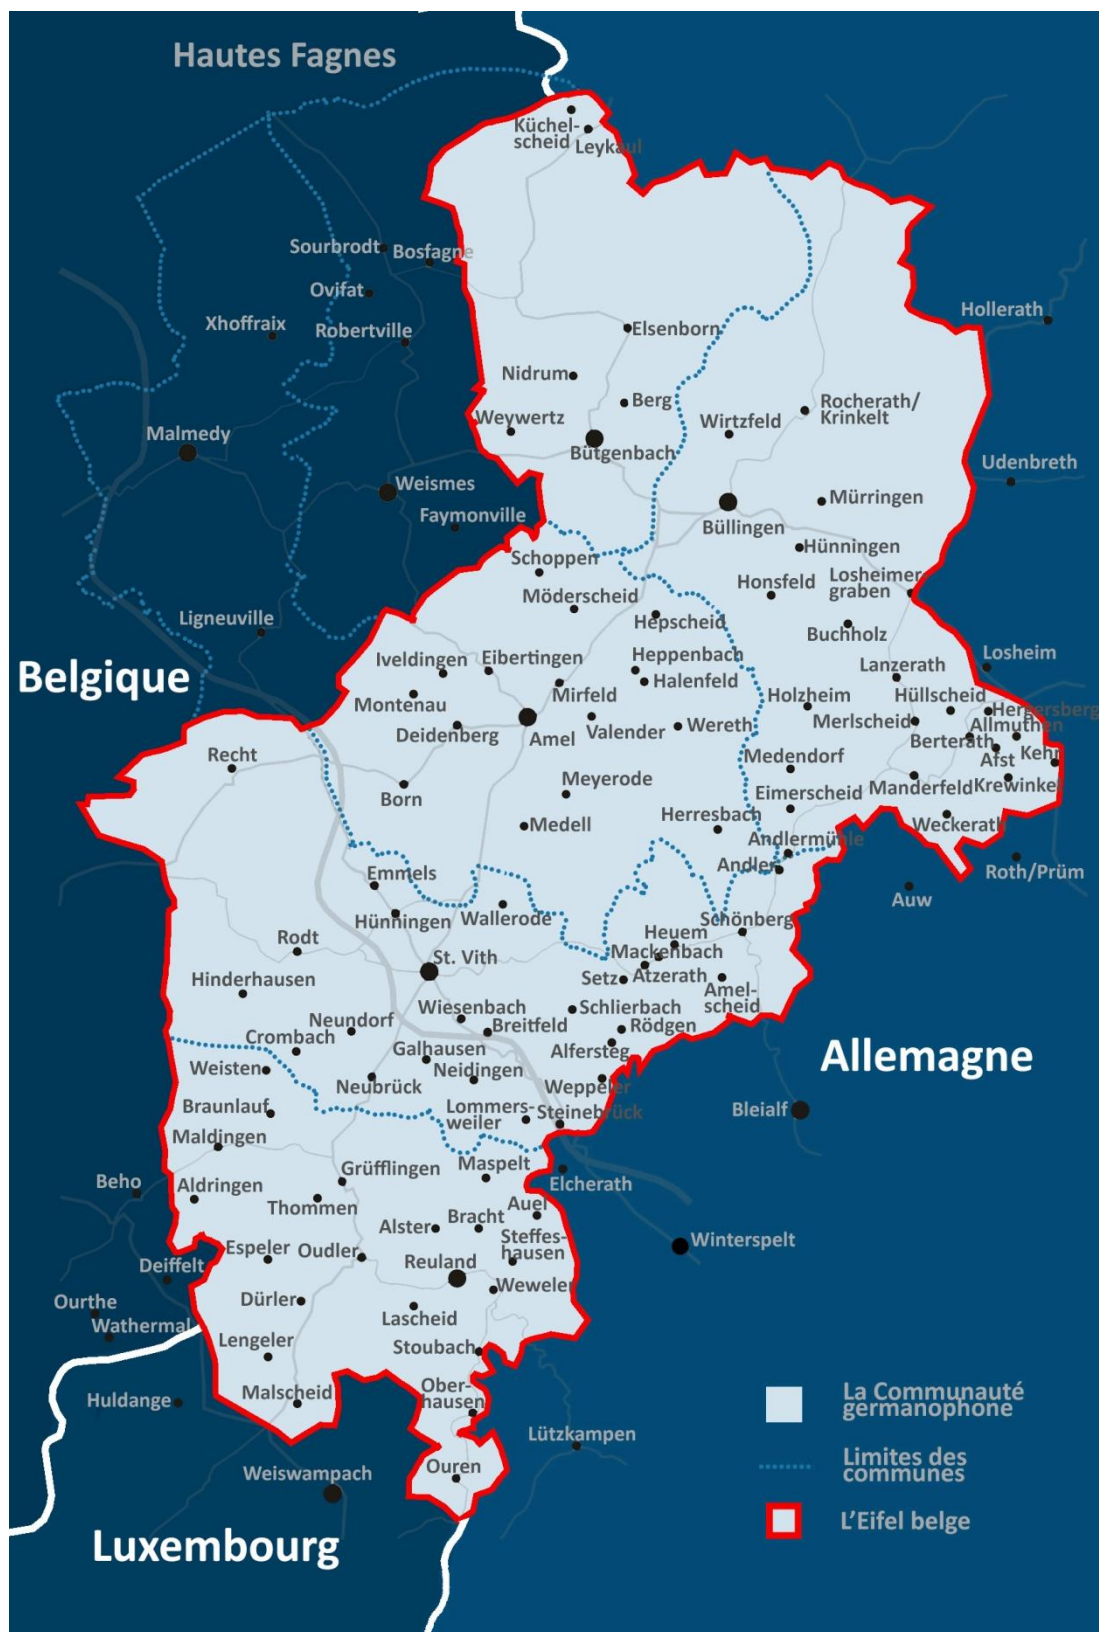 Hautes Fagnes
Küchel-
scheid
Leykaul
Sourbrodt
Bosfagne
Ovifat
Xhoffraix
Robertville
Hollerath
Elsenborn
Nidrum
Berg
Weywertz
Wirtzfeld
Rocherath/
Krinkelt
Malmedy
Bütgenbach
Udenbreth
Weismes
Faymonville
Büllingen
Mürringen
Hünningen
Schoppen
Honsfeld
Losheimer
graben
Möderscheid
Hepscheid
Ligneuville
Buchholz
Belgique
Iveldingen
Eibertingen
Heppenbach
Lanzerath
Losheim
Mirfeld
Halenfeld
Montenau
Holzheim
Hüllscheid
Hergersberg
Deidenberg
Amel
Valender
Wereth
Merlscheid
Allmuthen
Berterath
Afst
Kehr
Recht
Medendorf
Born
Meyerode
Eimerscheid
Manderfeld
Krewinkel
Medell
Herresbach
Weckerath
Andlermühle
Andler
Roth/Prüm
Emmels
Auw
Hünningen
Wallerode
Schönberg
Heuem
Rodt
St. Vith
Mackenbach
Atzerath
Setz
Hinderhausen
Amel-
scheid
Wiesenbach
Schlierbach
Neundorf
Breitfeld
Rödgen
Crombach
Galhausen
Alfersteg
Allemagne
Weisten
Neidingen
Neubrück
Weppeler
Braunlauf
Lommers-
weiler
Steinebrück
Bleialf
Maldingen
Grüfflingen
Maspelt
Elcherath
Beho
Aldringen
Thommen
Auel
Alster
Bracht
Steffes-
hausen
Winterspelt
Espeler
Oudler
Reuland
Deiffelt
Weweler
Ourthe
Dürler
Lascheid
Wathermal
Lengeler
Stoubach
Huldange
Malscheid
Ober-
hausen
La Communauté
germanophone
Lützkampen
Weiswampach
Ouren
Limites des
communes
L'Eifel belge
Luxembourg